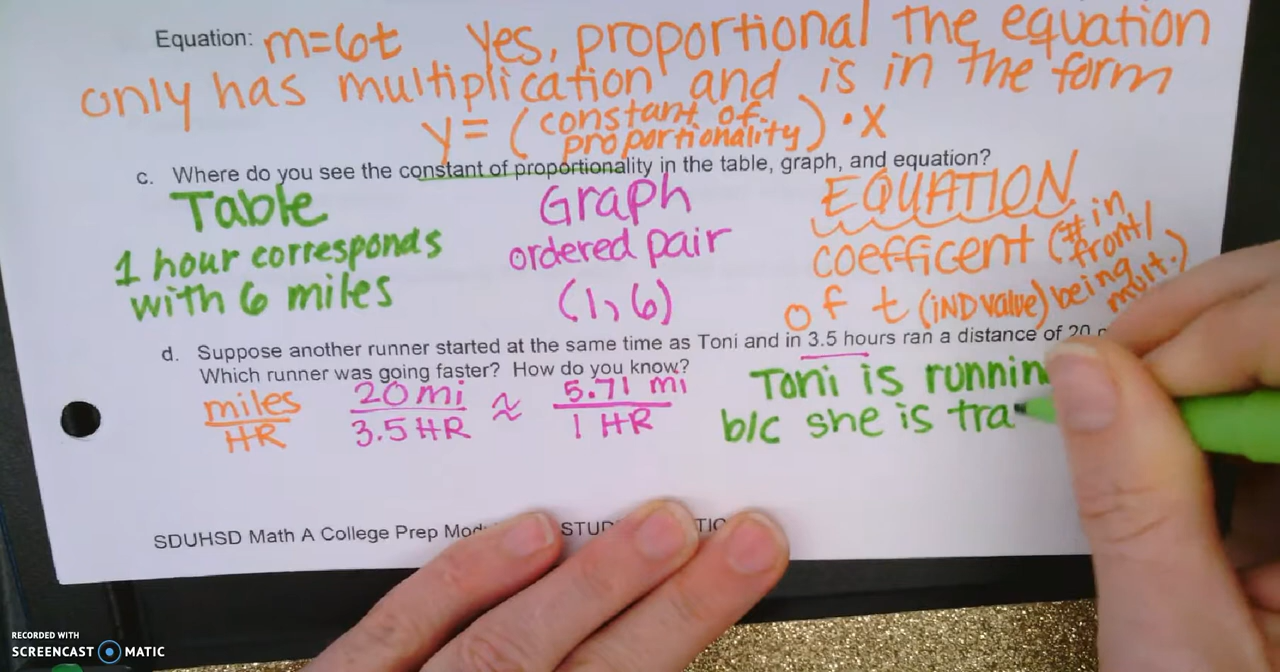 Equation: m=6t Yes, proportional the equation
only has multiplication and is in the form
y = (constant of proportionality) · x
c. Where do you see the constant of proportionality in the table, graph, and equation?
Table
1 hour corresponds
with 6 miles
Graph
ordered pair
(1, 6)
EQUATION
coefficent (# in
front/
of t (IND value) being
mult.)
d. Suppose another runner started at the same time as Toni and in 3.5 hours ran a distance of 20
Which runner was going faster? How do you know?
miles
HR
20 mi
3.5 HR
≈
5.71 mi
1 HR
Toni is runnin
b/c she is tra
SDUHSD Math A College Prep Mod
RECORDED WITH
SCREENCAST MATIC